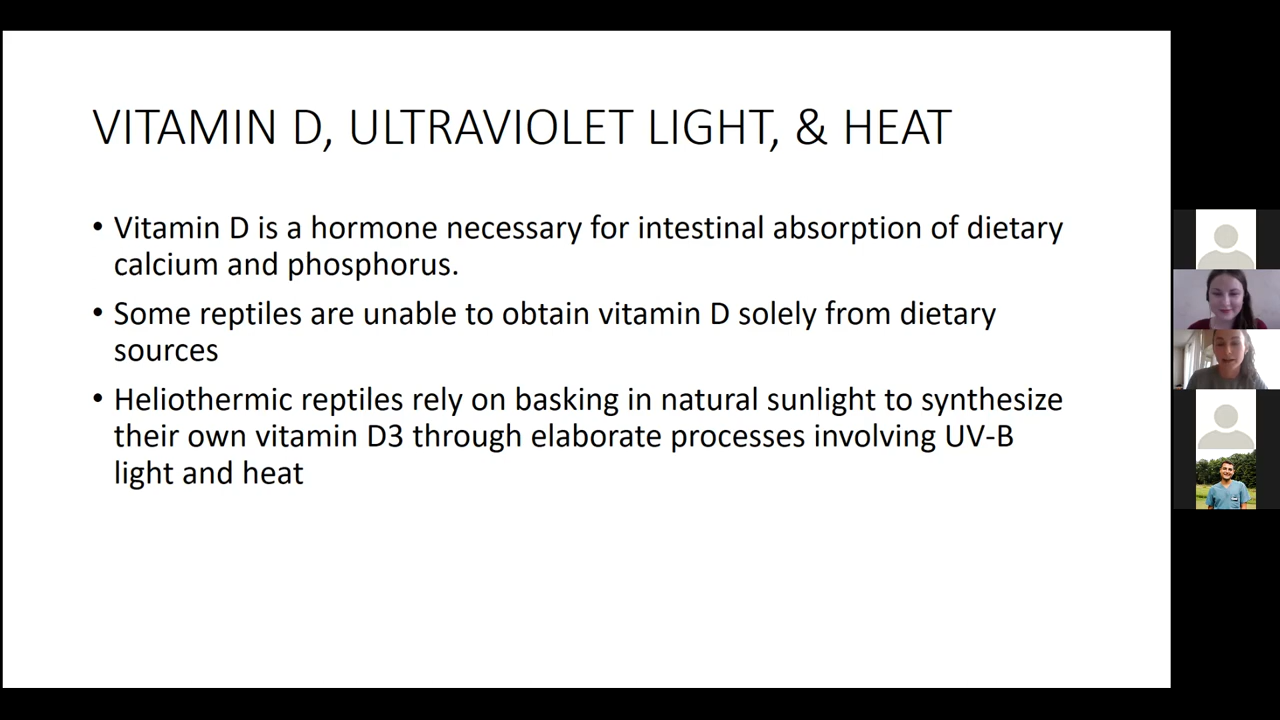 VITAMIN D, ULTRAVIOLET LIGHT, & HEAT
• Vitamin D is a hormone necessary for intestinal absorption of dietary
calcium and phosphorus.
• Some reptiles are unable to obtain vitamin D solely from dietary
sources
• Heliothermic reptiles rely on basking in natural sunlight to synthesize
their own vitamin D3 through elaborate processes involving UV-B
light and heat